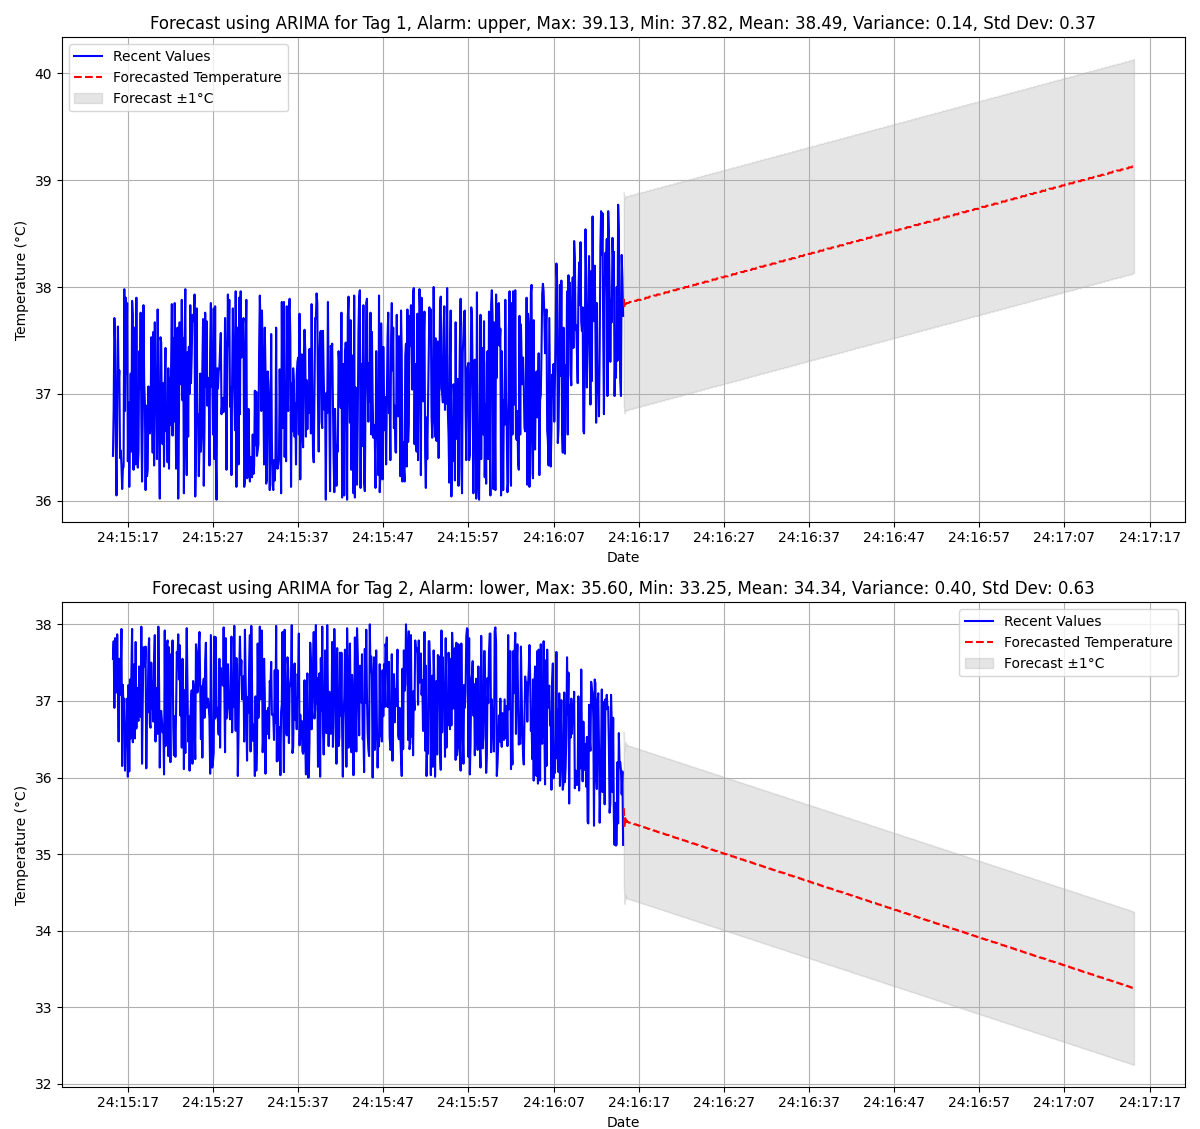 Forecast using ARIMA for Tag 1, Alarm: upper, Max: 39.13, Min: 37.82, Mean: 38.49, Variance: 0.14, Std Dev: 0.37
Recent Values
Forecasted Temperature
Forecast ±1°C
Temperature (°C)
40
39
38
37
36
24:15:17 24:15:27 24:15:37 24:15:47 24:15:57 24:16:07 24:16:17 24:16:27 24:16:37 24:16:47 24:16:57 24:17:07 24:17:17
Date
Forecast using ARIMA for Tag 2, Alarm: lower, Max: 35.60, Min: 33.25, Mean: 34.34, Variance: 0.40, Std Dev: 0.63
Recent Values
Forecasted Temperature
Forecast ±1°C
Temperature (°C)
38
37
36
35
34
33
32
24:15:17 24:15:27 24:15:37 24:15:47 24:15:57 24:16:07 24:16:17 24:16:27 24:16:37 24:16:47 24:16:57 24:17:07 24:17:17
Date